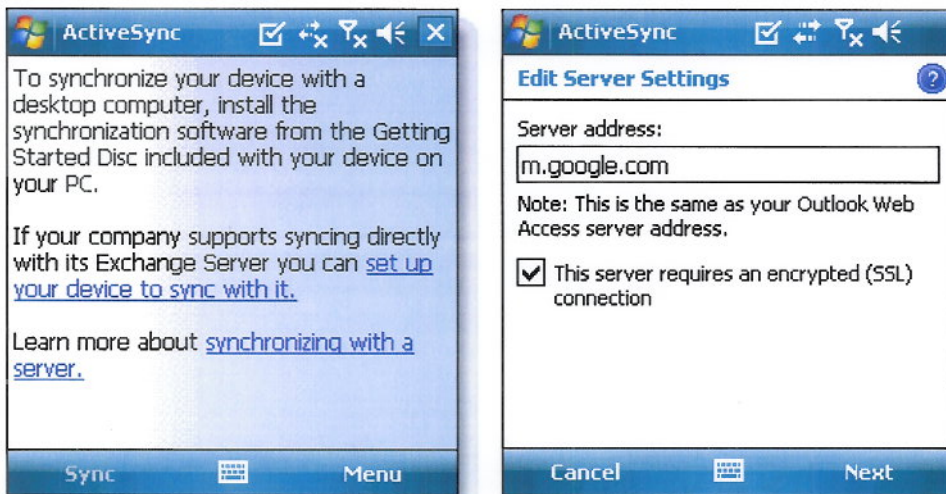 ActiveSync
To synchronize your device with a
desktop computer, install the
synchronization software from the Getting
Started Disc included with your device on
your PC.
If your company supports syncing directly
with its Exchange Server you can set up
your device to sync with it.
Learn more about synchronizing with a
server.
Sync Menu
ActiveSync
Edit Server Settings ?
Server address:
m.google.com
Note: This is the same as your Outlook Web
Access server address.
This server requires an encrypted (SSL)
connection
Cancel Next